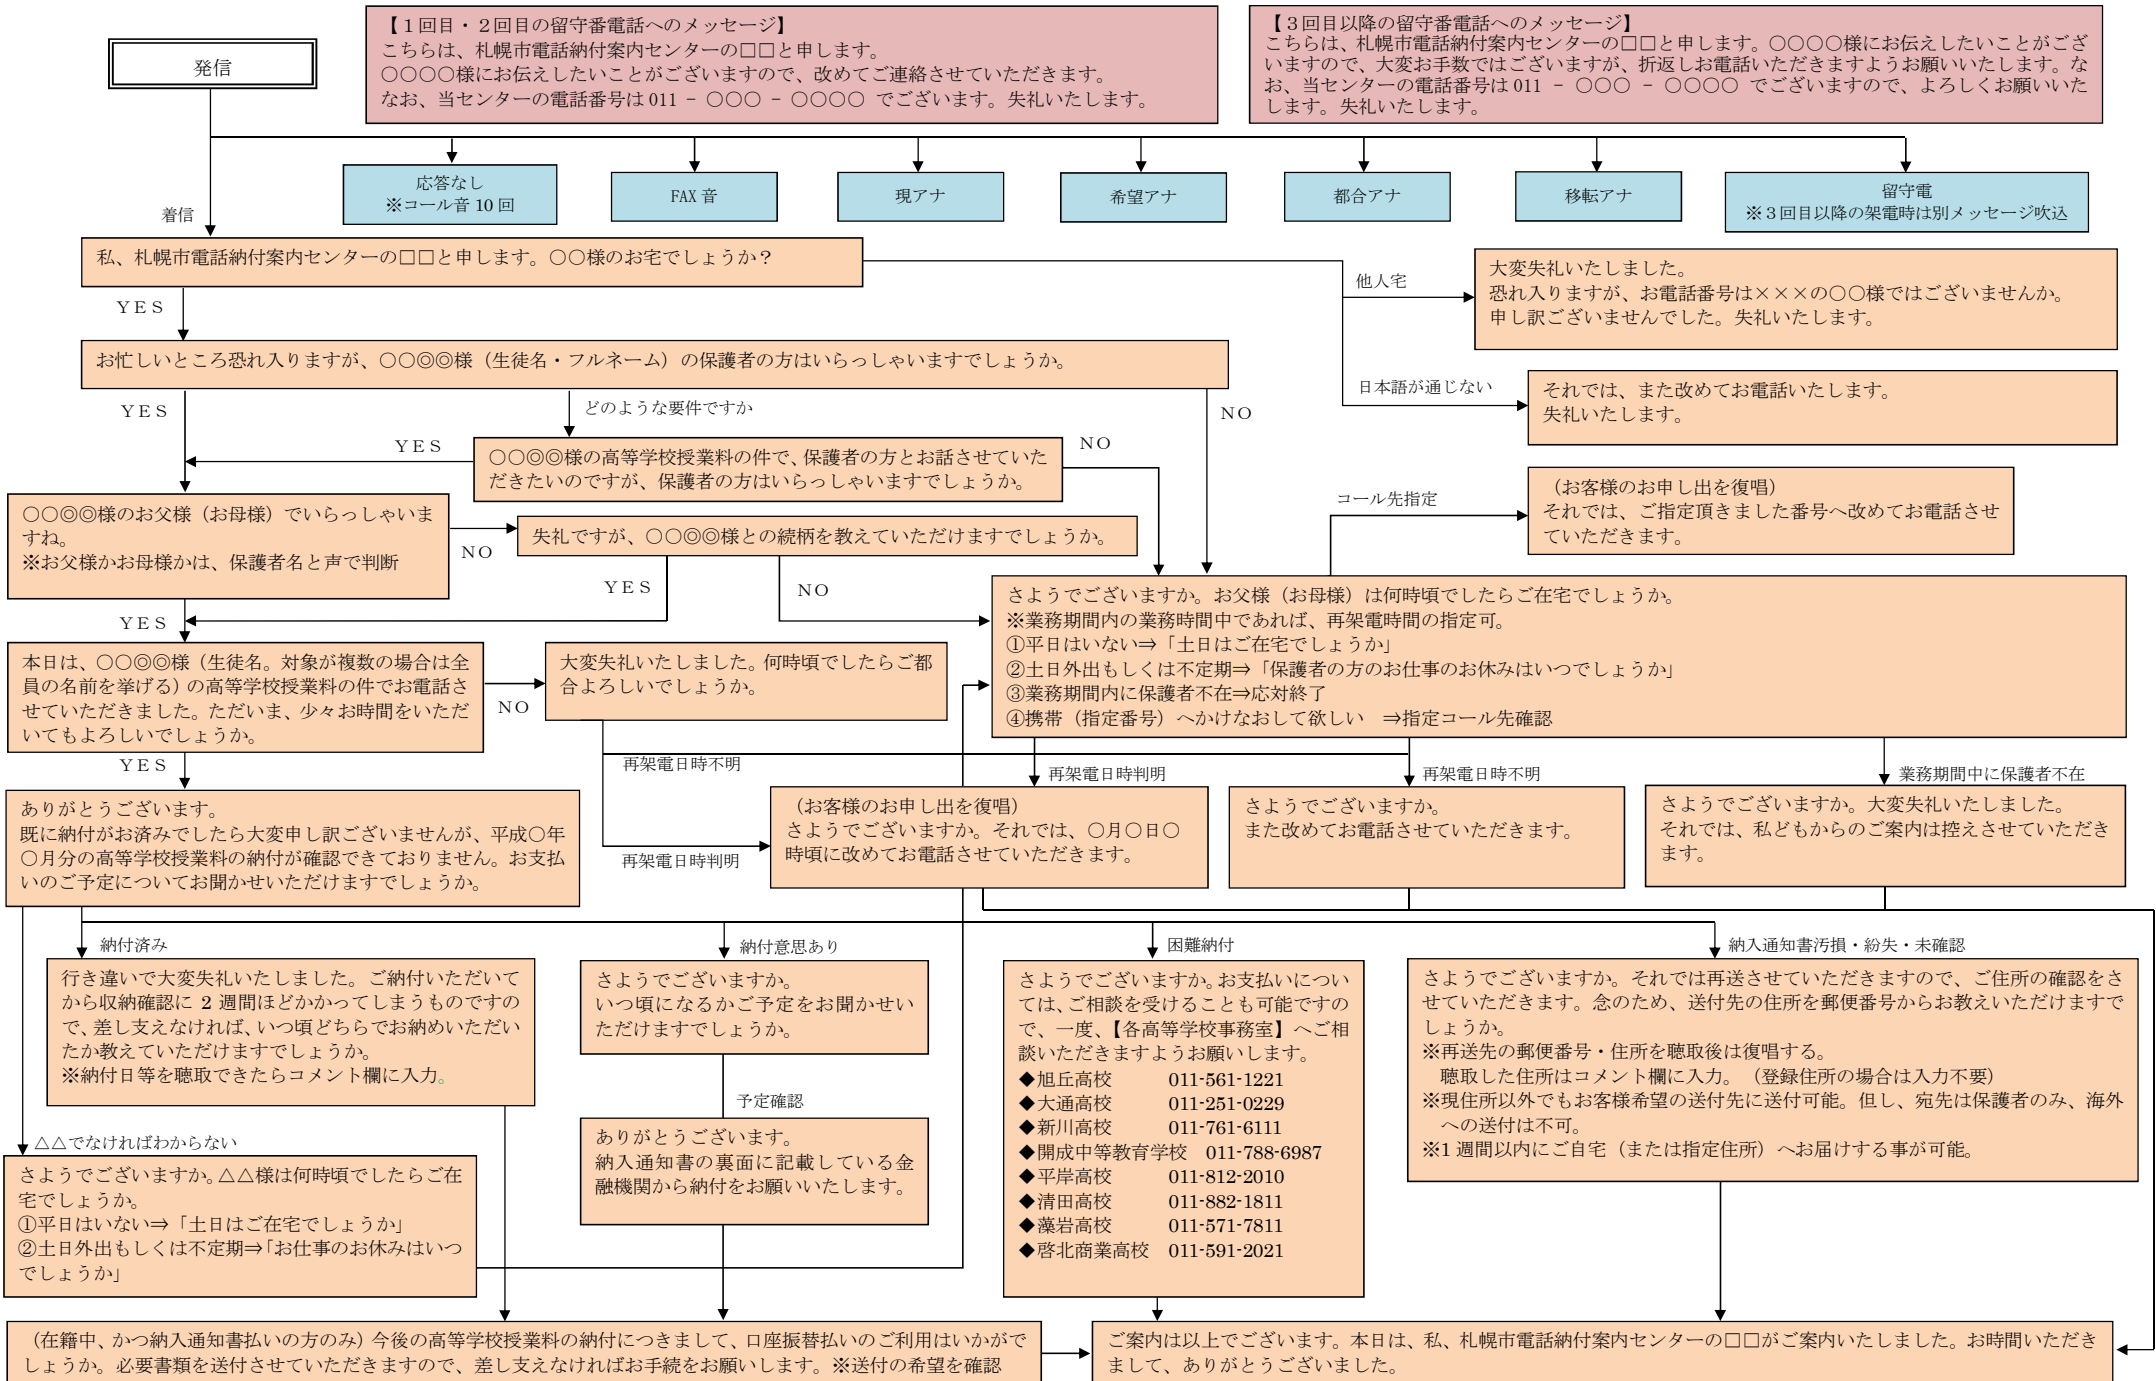 【１回目・２回目の留守番電話へのメッセージ】
こちらは、札幌市電話納付案内センターの□□と申します。
○○○○様にお伝えしたいことがございますので、改めてご連絡させていただきます。
なお、当センターの電話番号は 011 － ○○○ － ○○○○ でございます。失礼いたします。
【３回目以降の留守番電話へのメッセージ】
こちらは、札幌市電話納付案内センターの□□と申します。○○○○様にお伝えしたいことがござ
いますので、大変お手数ではございますが、折返しお電話いただきますようお願いいたします。な
お、当センターの電話番号は 011 － ○○○ － ○○○○ でございますので、よろしくお願いいた
します。失礼いたします。
発信
応答なし
※コール音 10 回
FAX 音
現アナ
希望アナ
都合アナ
移転アナ
留守電
※３回目以降の架電時は別メッセージ吹込
着信
私、札幌市電話納付案内センターの□□と申します。○○様のお宅でしょうか？
他人宅
大変失礼いたしました。
恐れ入りますが、お電話番号は×××の○○様ではございませんか。
申し訳ございませんでした。失礼いたします。
ＹＥＳ
お忙しいところ恐れ入りますが、○○◎◎様（生徒名・フルネーム）の保護者の方はいらっしゃいますでしょうか。
日本語が通じない
それでは、また改めてお電話いたします。
失礼いたします。
ＹＥＳ
どのような要件ですか
ＮＯ
ＹＥＳ
○○◎◎様の高等学校授業料の件で、保護者の方とお話させていた
だきたいのですが、保護者の方はいらっしゃいますでしょうか。
ＮＯ
コール先指定
（お客様のお申し出を復唱）
それでは、ご指定頂きました番号へ改めてお電話させ
ていただきます。
○○◎◎様のお父様（お母様）でいらっしゃいま
すね。
※お父様かお母様かは、保護者名と声で判断
ＮＯ
失礼ですが、○○◎◎様との続柄を教えていただけますでしょうか。
ＹＥＳ
ＮＯ
ＹＥＳ
さようでございますか。お父様（お母様）は何時頃でしたらご在宅でしょうか。
※業務期間内の業務時間中であれば、再架電時間の指定可。
①平日はいない⇒「土日はご在宅でしょうか」
②土日外出もしくは不定期⇒「保護者の方のお仕事のお休みはいつでしょうか」
③業務期間内に保護者不在⇒応対終了
④携帯（指定番号）へかけなおして欲しい　⇒指定コール先確認
本日は、○○◎◎様（生徒名。対象が複数の場合は全
員の名前を挙げる）の高等学校授業料の件でお電話さ
せていただきました。ただいま、少々お時間をいただ
いてもよろしいでしょうか。
ＮＯ
大変失礼いたしました。何時頃でしたらご都
合よろしいでしょうか。
ＹＥＳ
再架電日時不明
再架電日時判明
再架電日時不明
業務期間中に保護者不在
ありがとうございます。
既に納付がお済みでしたら大変申し訳ございませんが、平成○年
○月分の高等学校授業料の納付が確認できておりません。お支払
いのご予定についてお聞かせいただけますでしょうか。
再架電日時判明
（お客様のお申し出を復唱）
さようでございますか。それでは、○月○日○
時頃に改めてお電話させていただきます。
さようでございますか。
また改めてお電話させていただきます。
さようでございますか。大変失礼いたしました。
それでは、私どもからのご案内は控えさせていただき
ます。
納付済み
納付意思あり
困難納付
納入通知書汚損・紛失・未確認
行き違いで大変失礼いたしました。ご納付いただいて
から収納確認に 2 週間ほどかかってしまうものですの
で、差し支えなければ、いつ頃どちらでお納めいただい
たか教えていただけますでしょうか。
※納付日等を聴取できたらコメント欄に入力。
さようでございますか。
いつ頃になるかご予定をお聞かせい
ただけますでしょうか。
予定確認
ありがとうございます。
納入通知書の裏面に記載している金
融機関から納付をお願いいたします。
さようでございますか。お支払いについ
ては、ご相談を受けることも可能ですの
で、一度、【各高等学校事務室】へご相
談いただきますようお願いします。
◆旭丘高校　011-561-1221
◆大通高校　011-251-0229
◆新川高校　011-761-6111
◆開成中等教育学校　011-788-6987
◆平岸高校　011-812-2010
◆清田高校　011-882-1811
◆藻岩高校　011-571-7811
◆啓北商業高校　011-591-2021
さようでございますか。それでは再送させていただきますので、ご住所の確認をさ
せていただきます。念のため、送付先の住所を郵便番号からお教えいただけますで
しょうか。
※再送先の郵便番号・住所を聴取後は復唱する。
聴取した住所はコメント欄に入力。（登録住所の場合は入力不要）
※現住所以外でもお客様希望の送付先に送付可能。但し、宛先は保護者のみ、海外
への送付は不可。
※1 週間以内にご自宅（または指定住所）へお届けする事が可能。
△△でなければわからない
さようでございますか。△△様は何時頃でしたらご在
宅でしょうか。
①平日はいない⇒「土日はご在宅でしょうか」
②土日外出もしくは不定期⇒「お仕事のお休みはいつ
でしょうか」
（在籍中、かつ納入通知書払いの方のみ）今後の高等学校授業料の納付につきまして、口座振替払いのご利用はいかがで
しょうか。必要書類を送付させていただきますので、差し支えなければお手続をお願いします。※送付の希望を確認
ご案内は以上でございます。本日は、私、札幌市電話納付案内センターの□□がご案内いたしました。お時間いただき
まして、ありがとうございました。